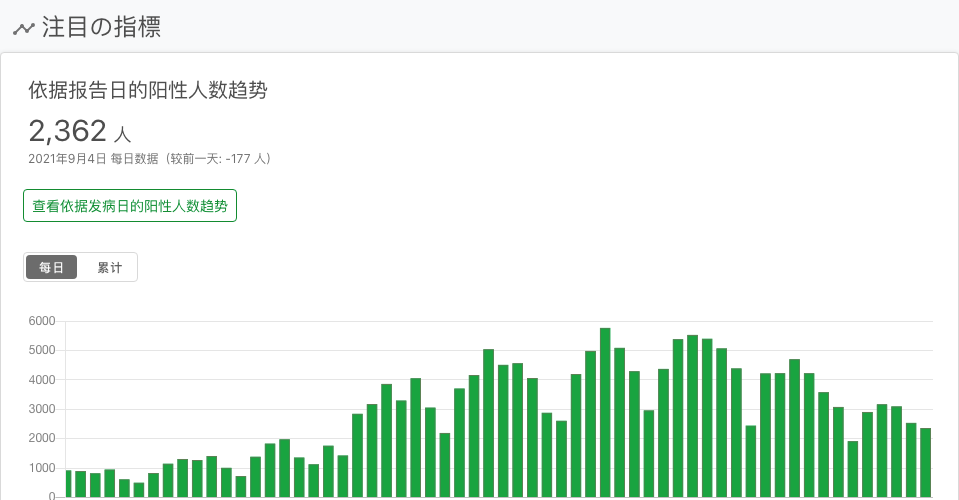 注目の指標
依据报告日的阳性人数趋势
2,362 人
2021年9月4日 每日数据（较前一天: -177 人）
查看依据发病日的阳性人数趋势
每日 累计
6000
5000
4000
3000
2000
1000
0